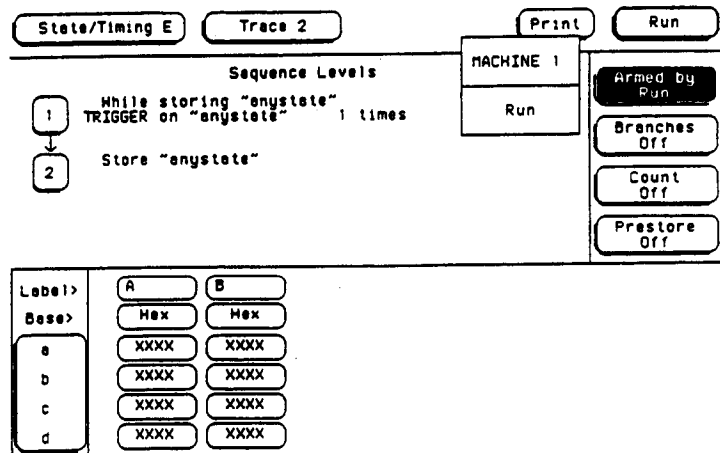 State/Timing E
Trace 2
Print
Run
MACHINE 1
Run
Sequence Levels
1
While storing "anystate"
TRIGGER on "anystate" 1 times
2
Store "anystate"
Armed by
Run
Branches
Off
Count
Off
Prestore
Off
Label> A B
Base> Hex Hex
a XXXX XXXX
b XXXX XXXX
c XXXX XXXX
d XXXX XXXX